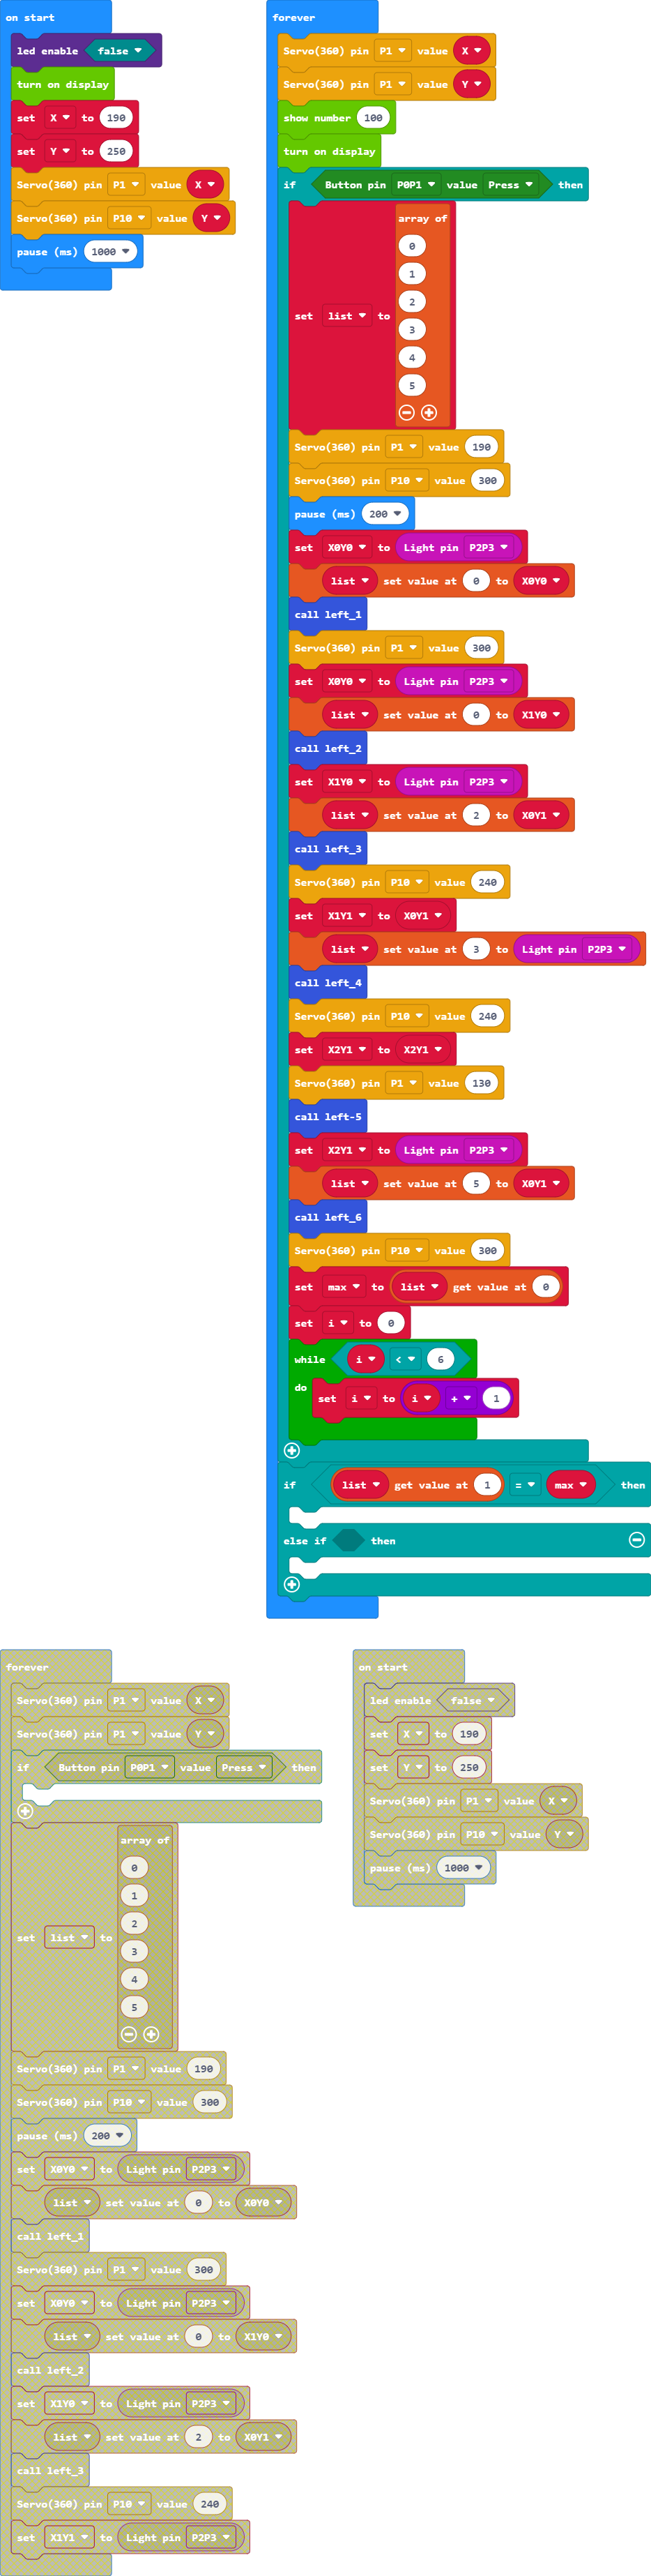 on start
led enable false
turn on display
set X to 190
set Y to 250
Servo(360) pin P1 value X
Servo(360) pin P10 value Y
pause (ms) 1000
forever
Servo(360) pin P1 value X
Servo(360) pin P1 value Y
show number 100
turn on display
if Button pin P0P1 value Press then
array of
0
1
2
set list to
3
4
5
Servo(360) pin P1 value 190
Servo(360) pin P10 value 300
pause (ms) 200
set X0Y0 to Light pin P2P3
list set value at 0 to X0Y0
call left_1
Servo(360) pin P1 value 300
set X0Y0 to Light pin P2P3
list set value at 0 to X1Y0
call left_2
set X1Y0 to Light pin P2P3
list set value at 2 to X0Y1
call left_3
Servo(360) pin P10 value 240
set X1Y1 to X0Y1
list set value at 3 to Light pin P2P3
call left_4
Servo(360) pin P10 value 240
set X2Y1 to X2Y1
Servo(360) pin P1 value 130
call left-5
set X2Y1 to Light pin P2P3
list set value at 5 to X0Y1
call left_6
Servo(360) pin P10 value 300
set max to list get value at 0
set i to 0
while i < 6
do set i to i + 1
if list get value at 1 = max then
else if then
forever
Servo(360) pin P1 value X
Servo(360) pin P1 value Y
if Button pin P0P1 value Press then
array of
0
1
2
set list to
3
4
5
Servo(360) pin P1 value 190
Servo(360) pin P10 value 300
pause (ms) 200
set X0Y0 to Light pin P2P3
list set value at 0 to X0Y0
call left_1
Servo(360) pin P1 value 300
set X0Y0 to Light pin P2P3
list set value at 0 to X1Y0
call left_2
set X1Y0 to Light pin P2P3
list set value at 2 to X0Y1
call left_3
Servo(360) pin P10 value 240
set X1Y1 to Light pin P2P3
on start
led enable false
set X to 190
set Y to 250
Servo(360) pin P1 value X
Servo(360) pin P10 value Y
pause (ms) 1000